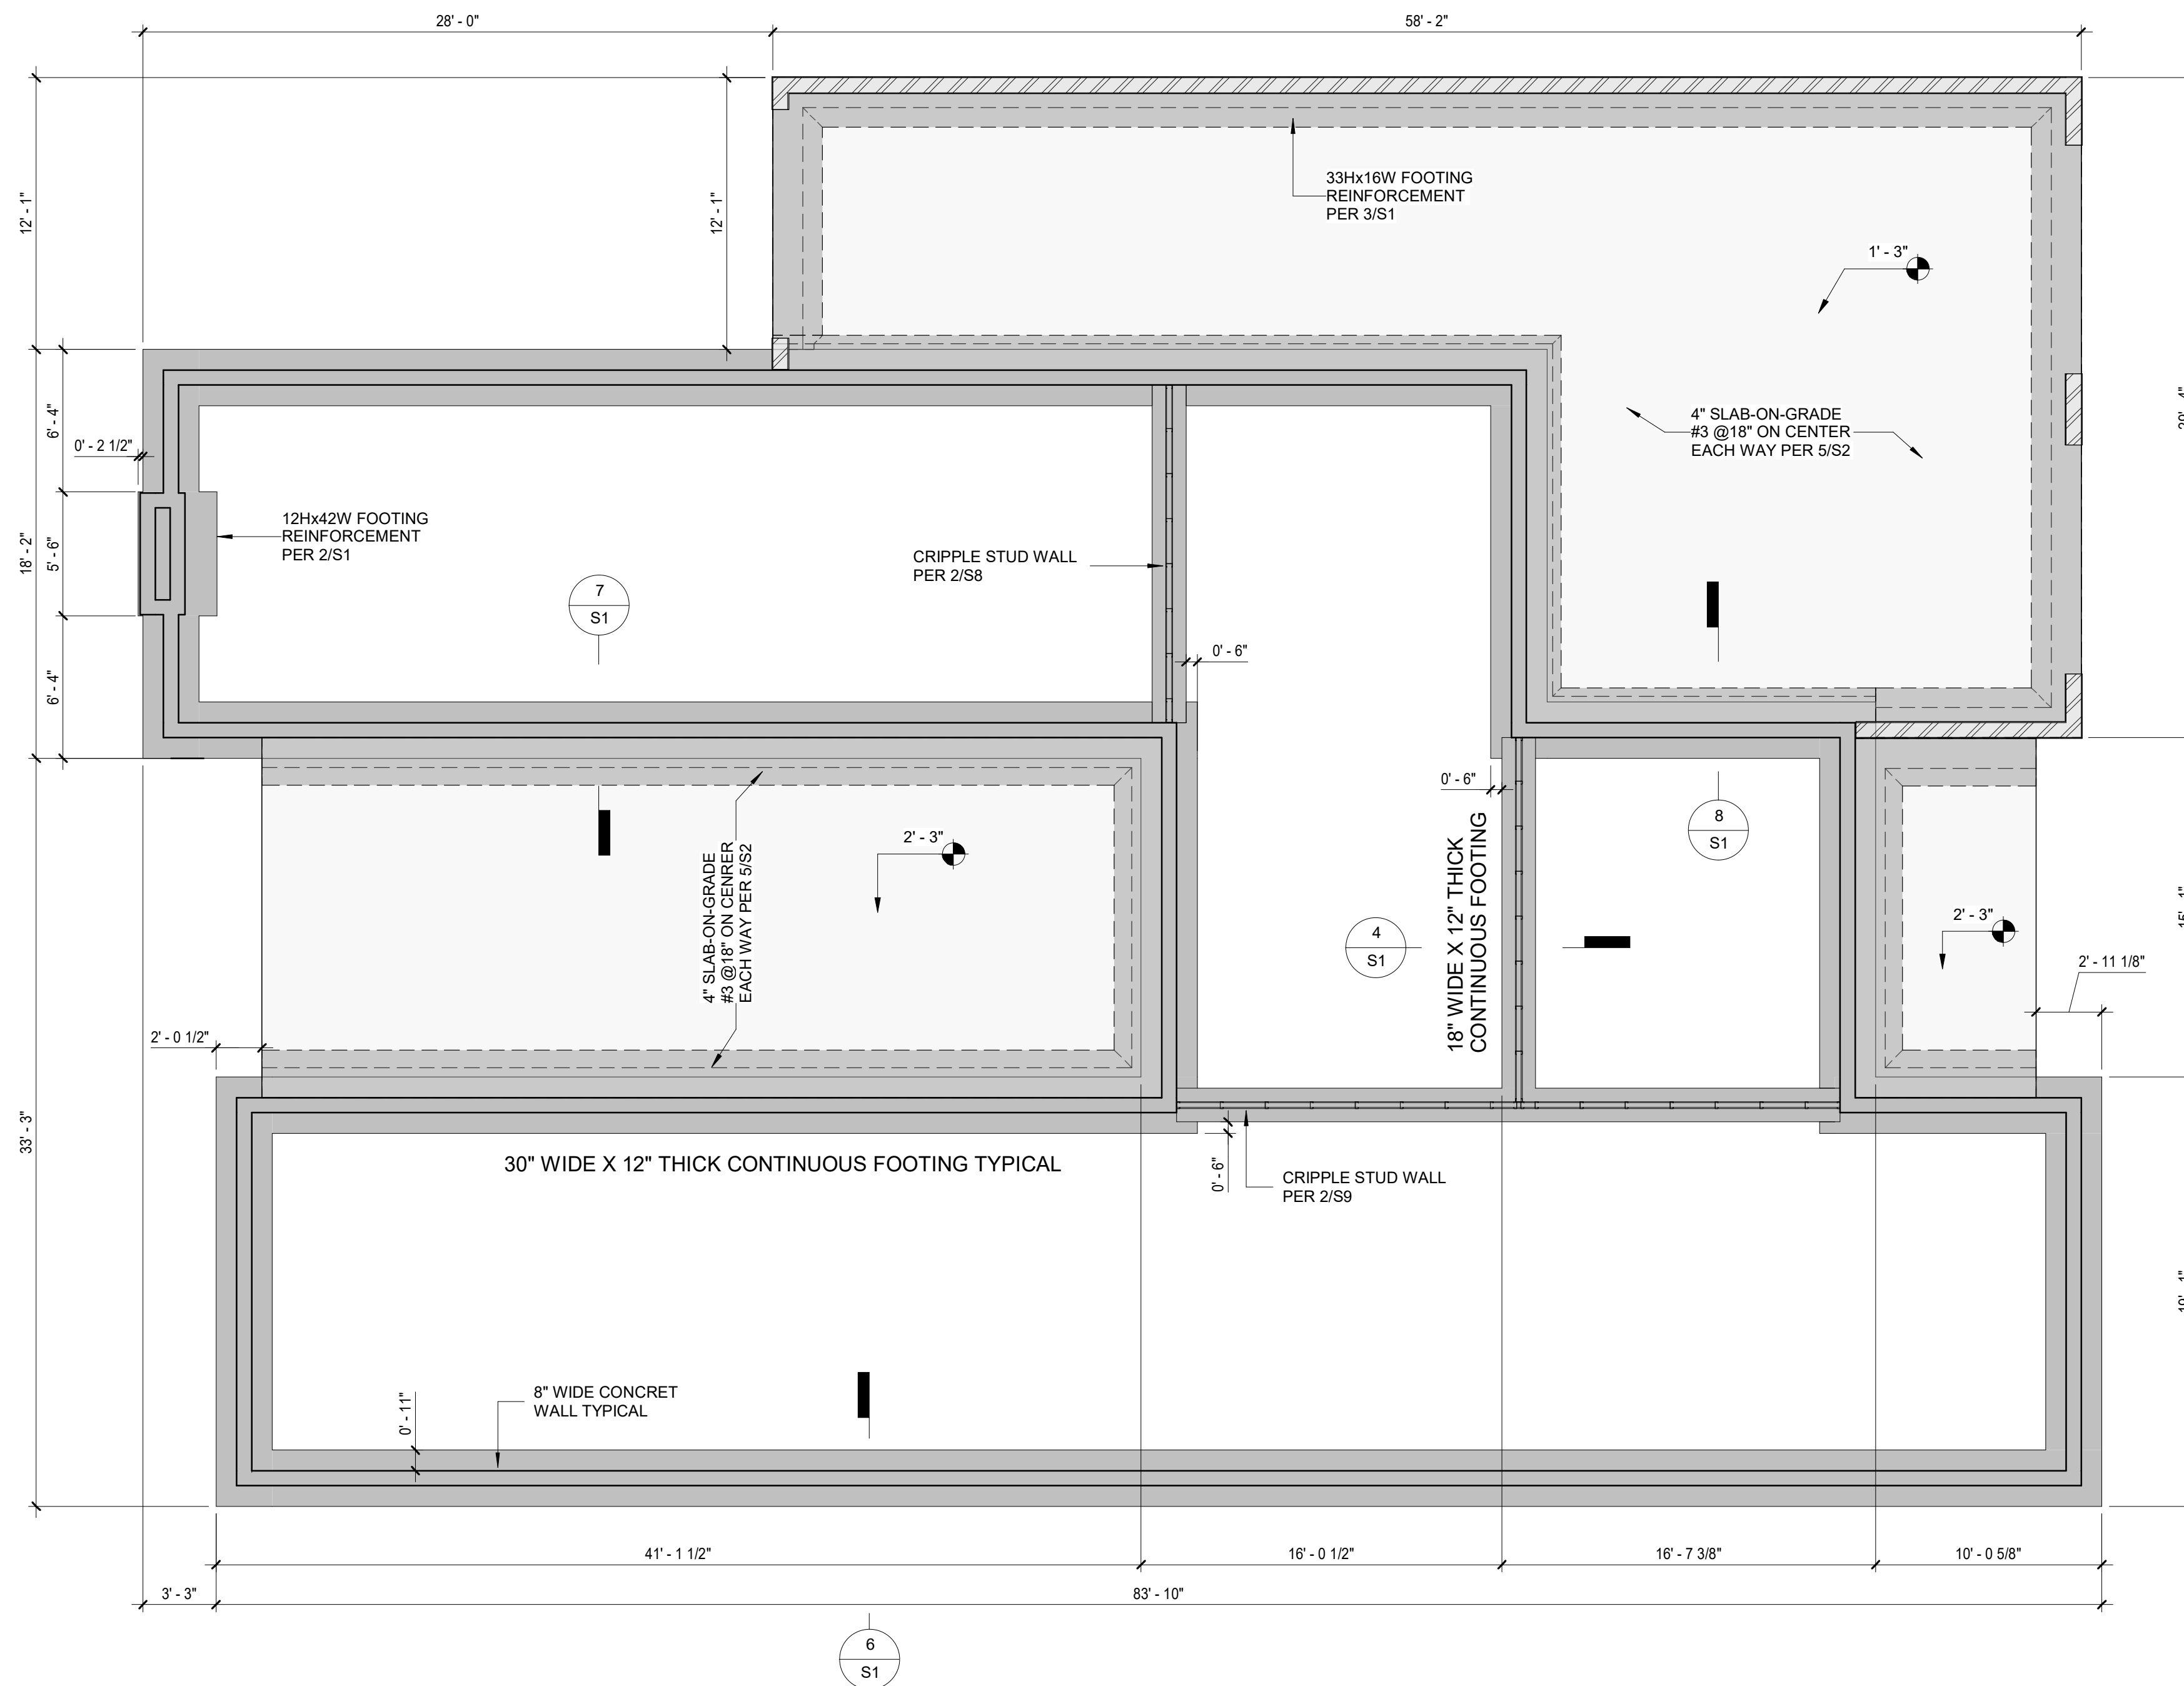 28' - 0"
58' - 2"
12' - 1"
12' - 1"
33Hx16W FOOTING
REINFORCEMENT
PER 3/S1
1' - 3"
4" SLAB-ON-GRADE
#3 @18" ON CENTER
EACH WAY PER 5/S2
6' - 4"
0' - 2 1/2"
18' - 2"
5' - 6"
6' - 4"
12Hx42W FOOTING
REINFORCEMENT
PER 2/S1
7
S1
CRIPPLE STUD WALL
PER 2/S8
0' - 6"
0' - 6"
8
S1
2' - 3"
4" SLAB-ON-GRADE
#3 @18" ON CENRER
EACH WAY PER 5/S2
18" WIDE X 12" THICK
CONTINUOUS FOOTING
4
S1
2' - 3"
2' - 11 1/8"
2' - 0 1/2"
33' - 3"
30" WIDE X 12" THICK CONTINUOUS FOOTING TYPICAL
0' - 6"
CRIPPLE STUD WALL
PER 2/S9
8" WIDE CONCRET
WALL TYPICAL
0' - 11"
41' - 1 1/2"
16' - 0 1/2"
16' - 7 3/8"
10' - 0 5/8"
3' - 3"
83' - 10"
6
S1